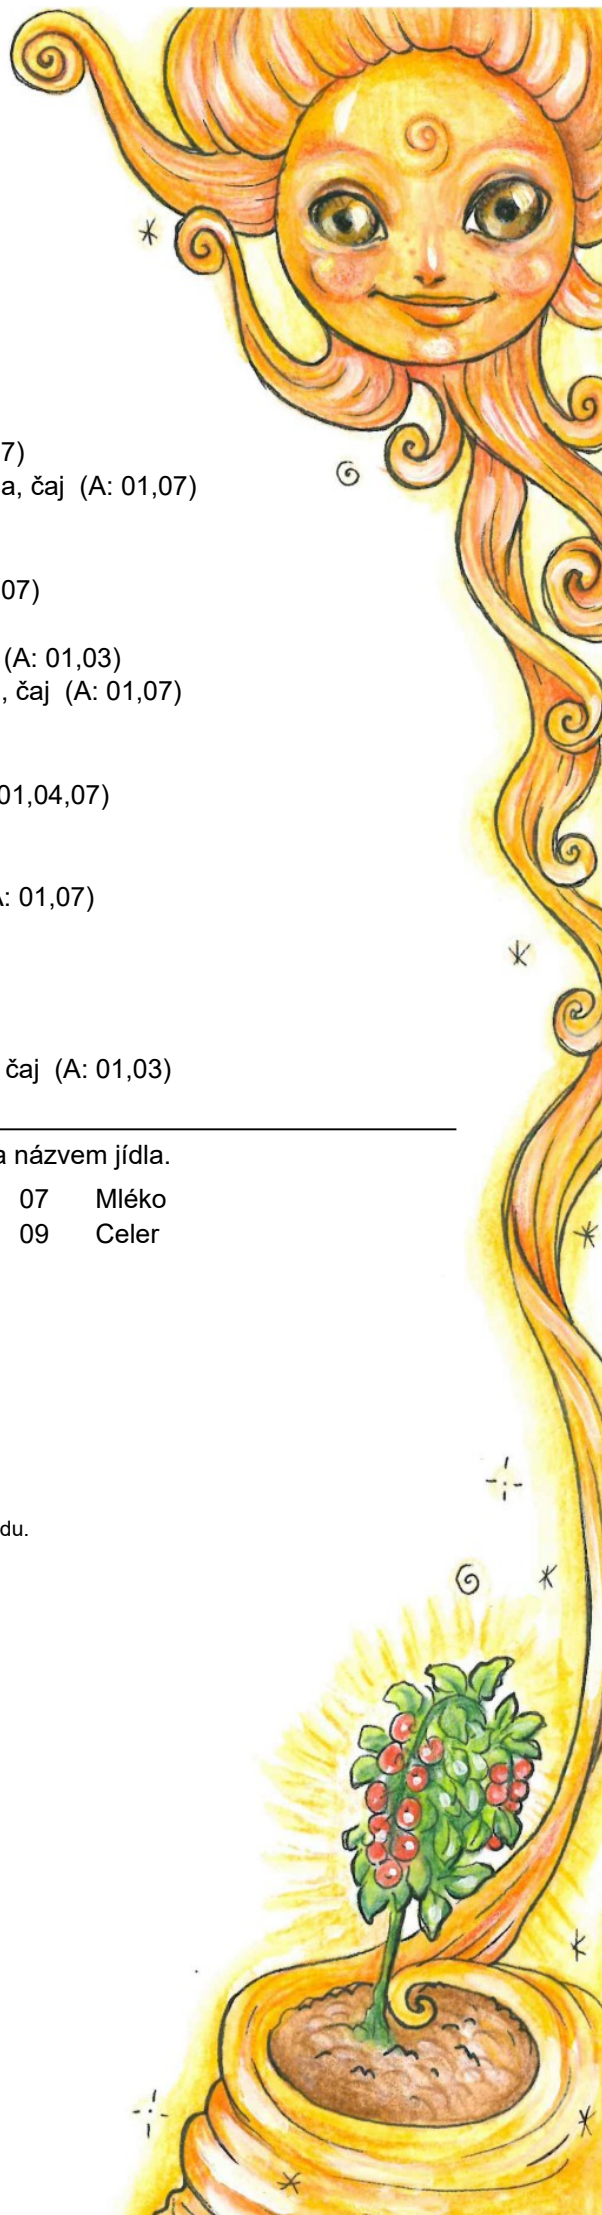 7)
a, čaj (A: 01,07)
07)
(A: 01,03)
, čaj (A: 01,07)
01,04,07)
: 01,07)
čaj (A: 01,03)
a názvem jídla.
07 Mléko
09 Celer
du.